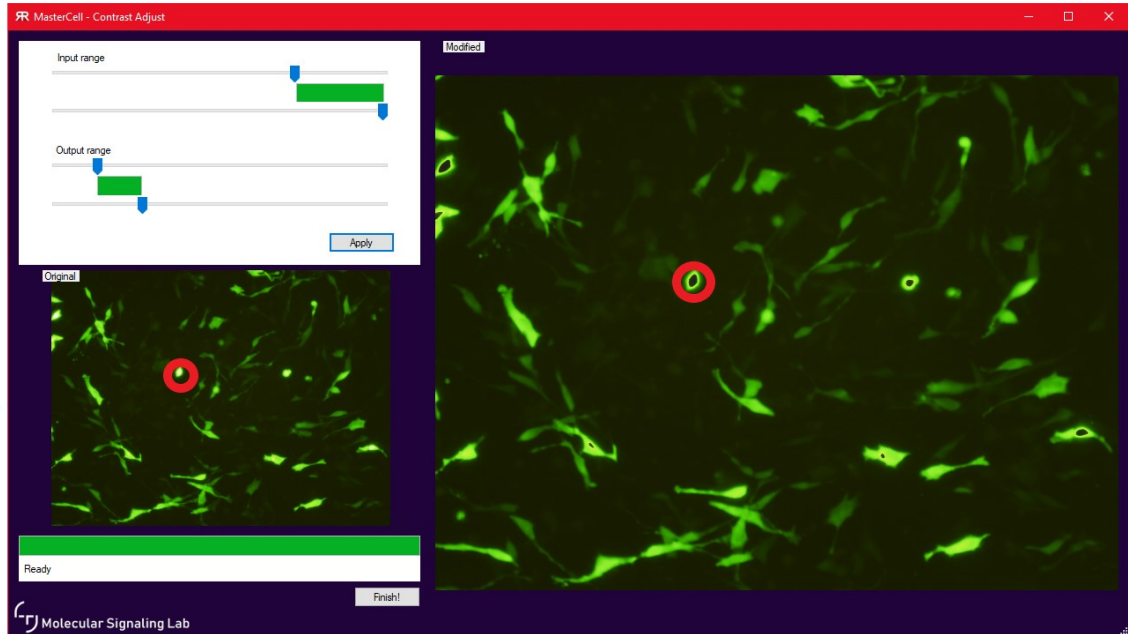 MasterCell - Contrast Adjust
Input range
Output range
Apply
Original
Ready
Finish!
Molecular Signaling Lab
Modified